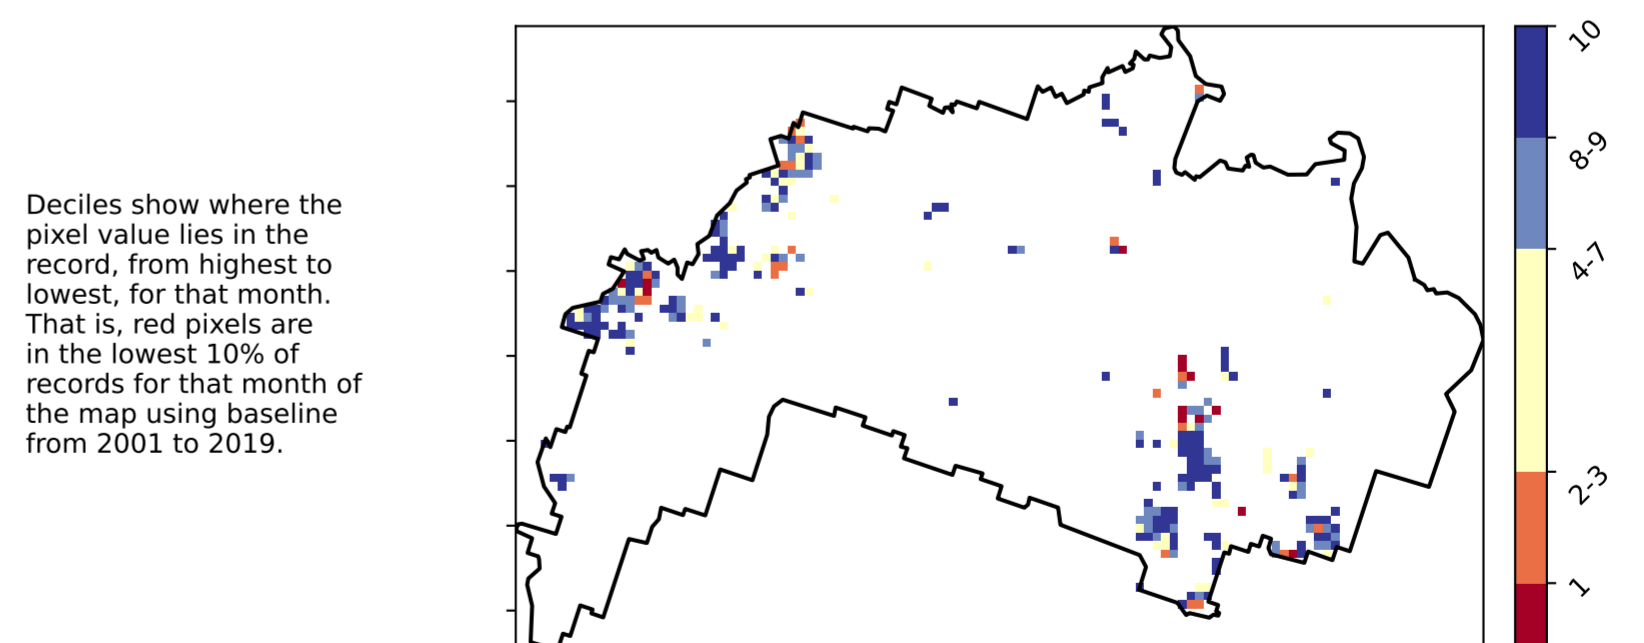 Deciles show where the
pixel value lies in the
record, from highest to
lowest, for that month.
That is, red pixels are
in the lowest 10% of
records for that month of
the map using baseline
from 2001 to 2019.
10
8-9
4-7
2-3
1